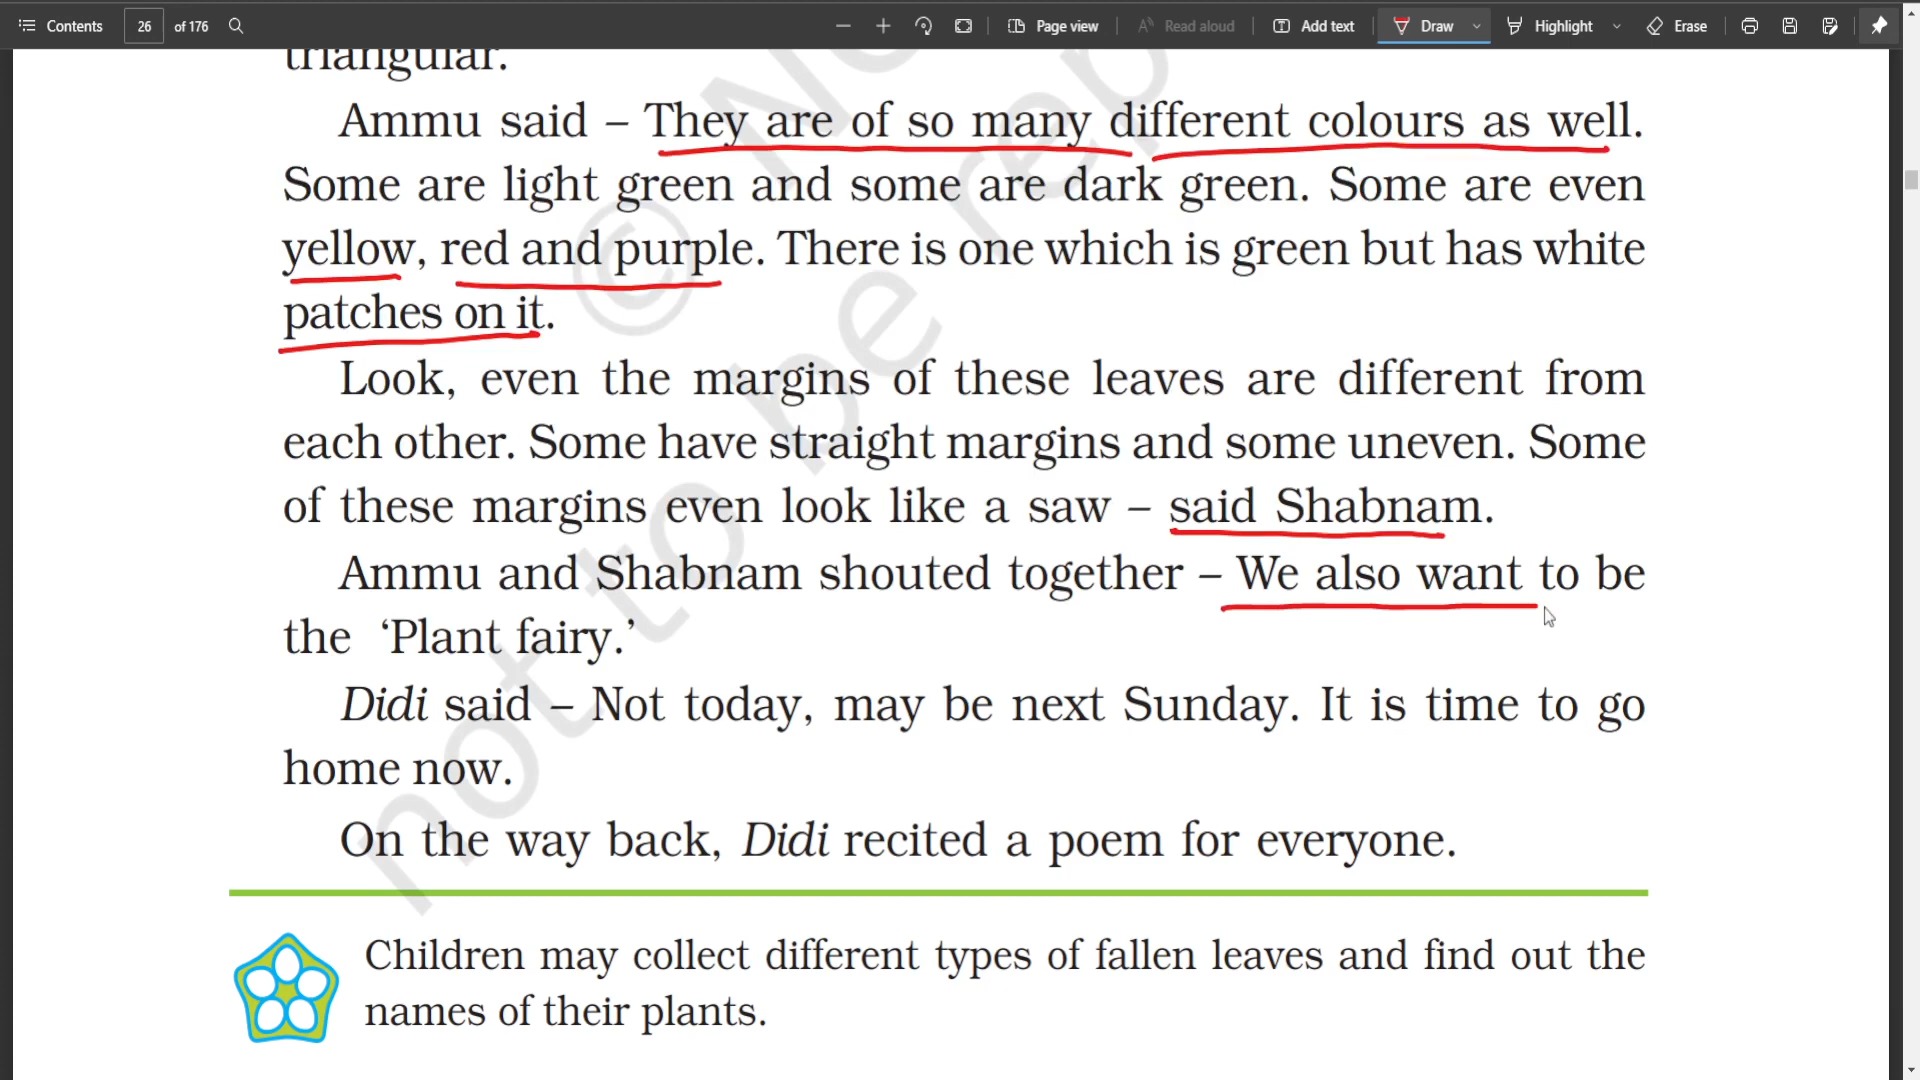 Contents 26 of 176 Page view Read aloud Add text Draw Highlight Erase
triangular.
Ammu said – They are of so many different colours as well.
Some are light green and some are dark green. Some are even
yellow, red and purple. There is one which is green but has white
patches on it.
Look, even the margins of these leaves are different from
each other. Some have straight margins and some uneven. Some
of these margins even look like a saw – said Shabnam.
Ammu and Shabnam shouted together – We also want to be
the ‘Plant fairy.’
Didi said – Not today, may be next Sunday. It is time to go
home now.
On the way back, Didi recited a poem for everyone.
Children may collect different types of fallen leaves and find out the
names of their plants.
not to be rep
© No